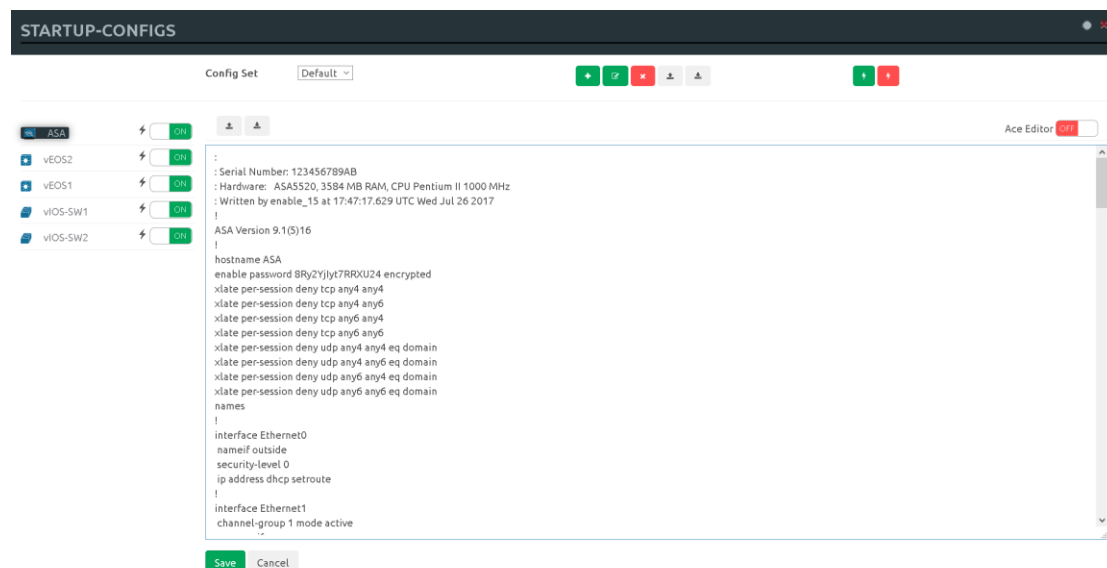 STARTUP-CONFIGS
Config Set Default
ASA ON
vEOS2 ON
vEOS1 ON
vIOS-SW1 ON
vIOS-SW2 ON
Ace Editor OFF
:
: Serial Number: 123456789AB
: Hardware: ASA5520, 3584 MB RAM, CPU Pentium II 1000 MHz
: Written by enable_15 at 17:47:17.629 UTC Wed Jul 26 2017
!
ASA Version 9.1(5)16
!
hostname ASA
enable password 8Ry2YjIyt7RRXU24 encrypted
xlate per-session deny tcp any4 any4
xlate per-session deny tcp any4 any6
xlate per-session deny tcp any6 any4
xlate per-session deny tcp any6 any6
xlate per-session deny udp any4 any4 eq domain
xlate per-session deny udp any4 any6 eq domain
xlate per-session deny udp any6 any4 eq domain
xlate per-session deny udp any6 any6 eq domain
names
!
interface Ethernet0
nameif outside
security-level 0
ip address dhcp setroute
!
interface Ethernet1
channel-group 1 mode active
Save Cancel